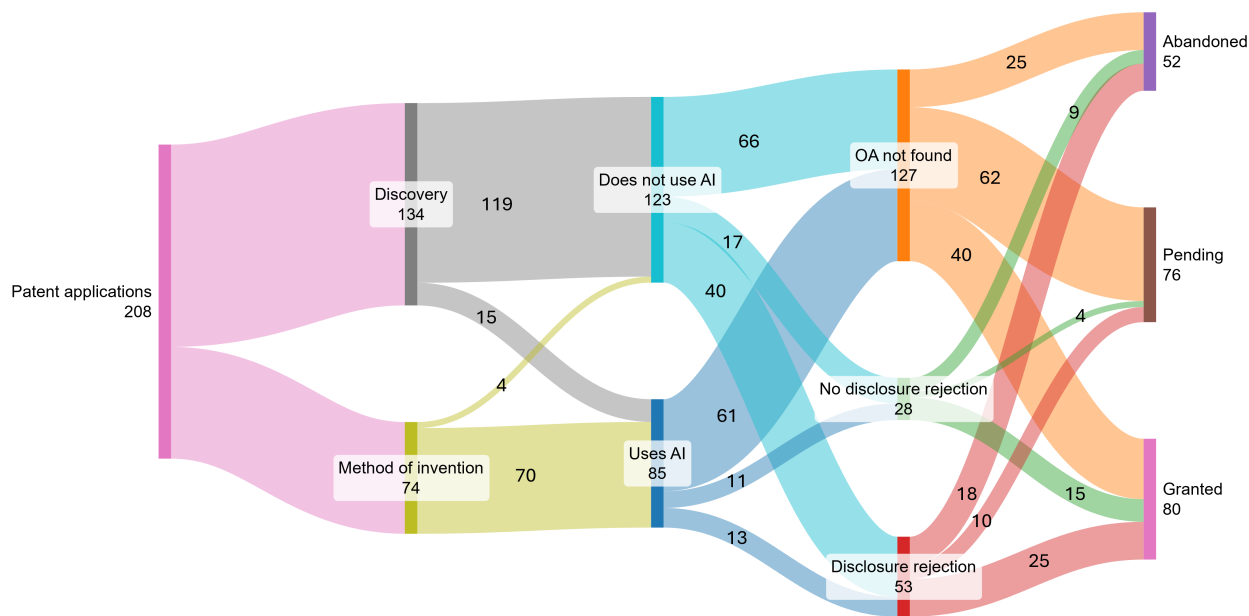 Patent applications
208
Discovery
134
Method of invention
74
119
15
4
70
Does not use AI
123
Uses AI
85
66
17
40
61
11
13
OA not found
127
No disclosure rejection
28
Disclosure rejection
53
25
62
40
9
4
15
18
10
25
Abandoned
52
Pending
76
Granted
80